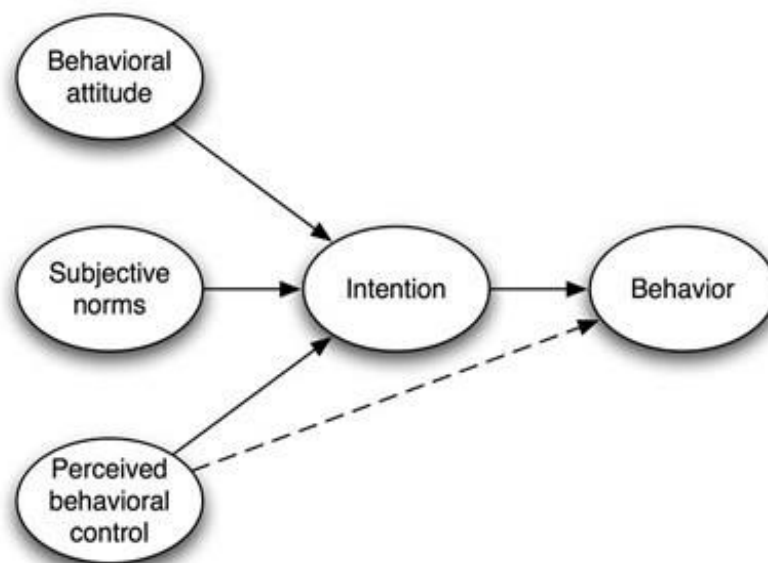 Behavioral
attitude
Subjective
norms
Intention
Behavior
Perceived
behavioral
control